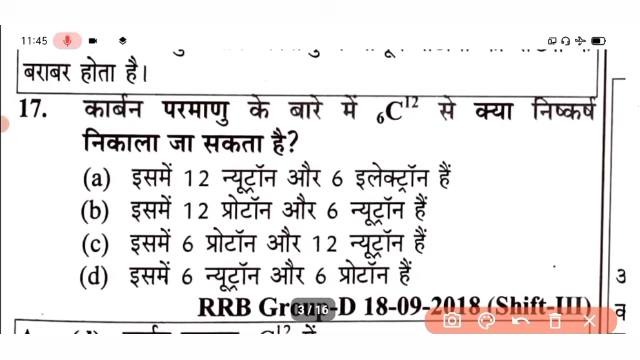 11:45
बराबर होता है।
17. कार्बन परमाणु के बारे में ₆C¹² से क्या निष्कर्ष
निकाला जा सकता है?
(a) इसमें 12 न्यूट्रॉन और 6 इलेक्ट्रॉन हैं
(b) इसमें 12 प्रोटॉन और 6 न्यूट्रॉन हैं
(c) इसमें 6 प्रोटॉन और 12 न्यूट्रॉन हैं
(d) इसमें 6 न्यूट्रॉन और 6 प्रोटॉन हैं
3/16
RRB Group-D 18-09-2018 (Shift-III)